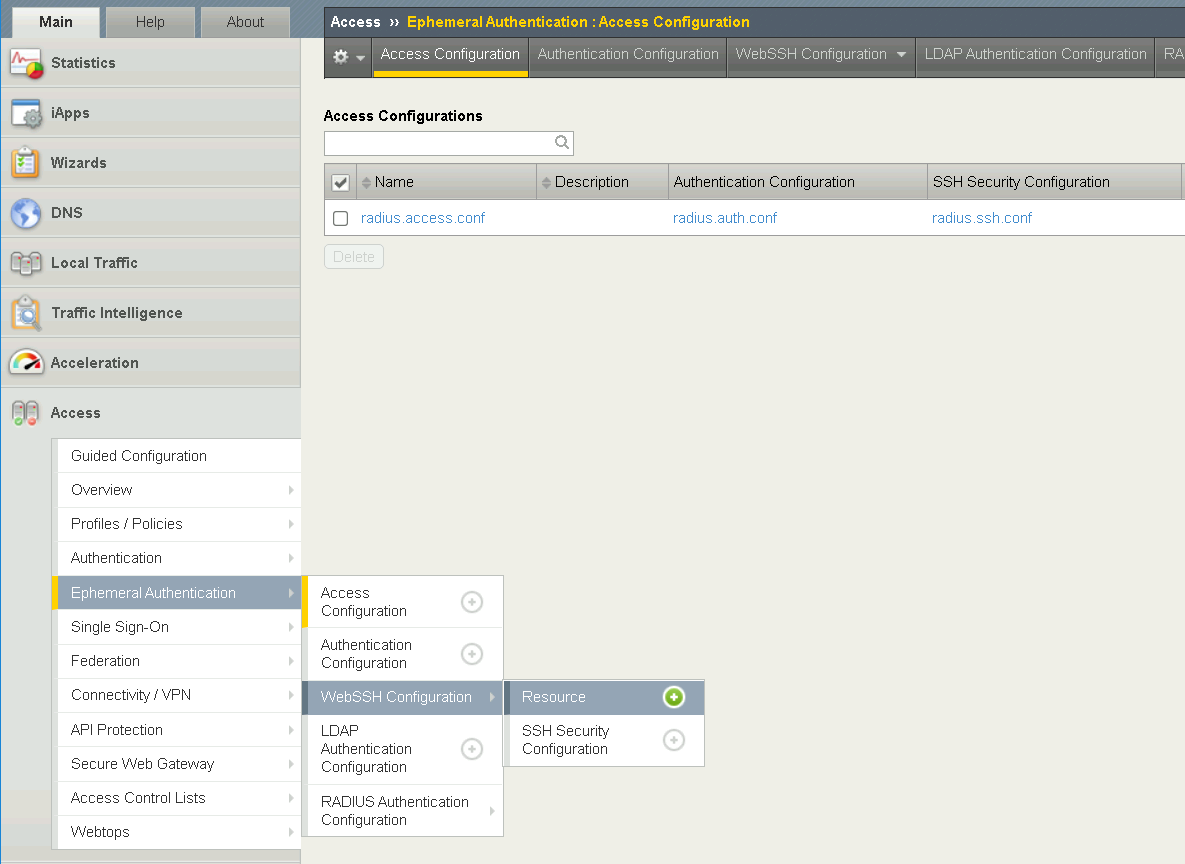 Main Help About
Access ›› Ephemeral Authentication : Access Configuration
Access Configuration Authentication Configuration WebSSH Configuration LDAP Authentication Configuration RA
Statistics
iApps
Wizards
DNS
Local Traffic
Traffic Intelligence
Acceleration
Access
Guided Configuration
Overview
Profiles / Policies
Authentication
Ephemeral Authentication
Single Sign-On
Federation
Connectivity / VPN
API Protection
Secure Web Gateway
Access Control Lists
Webtops
Access Configurations
Name Description Authentication Configuration SSH Security Configuration
radius.access.conf radius.auth.conf radius.ssh.conf
Delete
Access
Configuration
Authentication
Configuration
WebSSH Configuration
LDAP
Authentication
Configuration
RADIUS Authentication
Configuration
Resource
SSH Security
Configuration